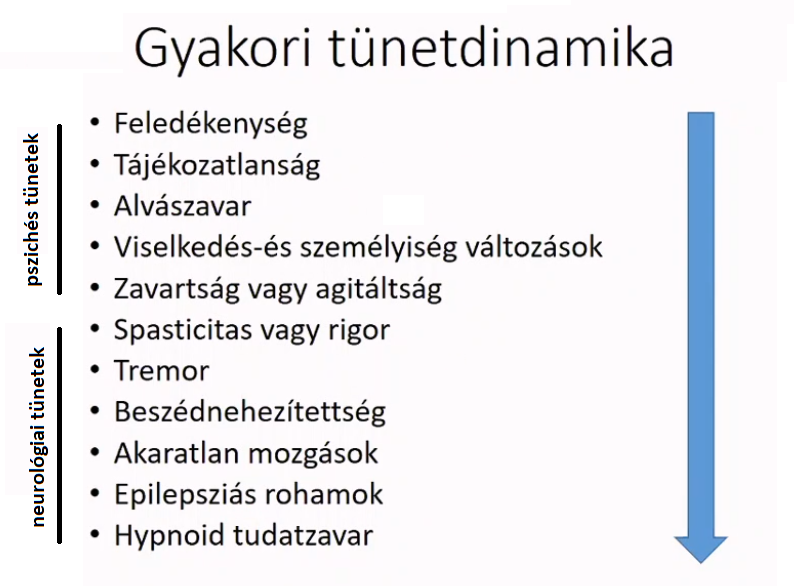 Gyakori tünetdinamika
pszichés tünetek
• Feledékenység
• Tájékozatlanság
• Alvászavar
• Viselkedés-és személyiség változások
• Zavartság vagy agitáltság
neurológiai tünetek
• Spasticitas vagy rigor
• Tremor
• Beszédnehezítettség
• Akaratlan mozgások
• Epilepsziás rohamok
• Hypnoid tudatzavar